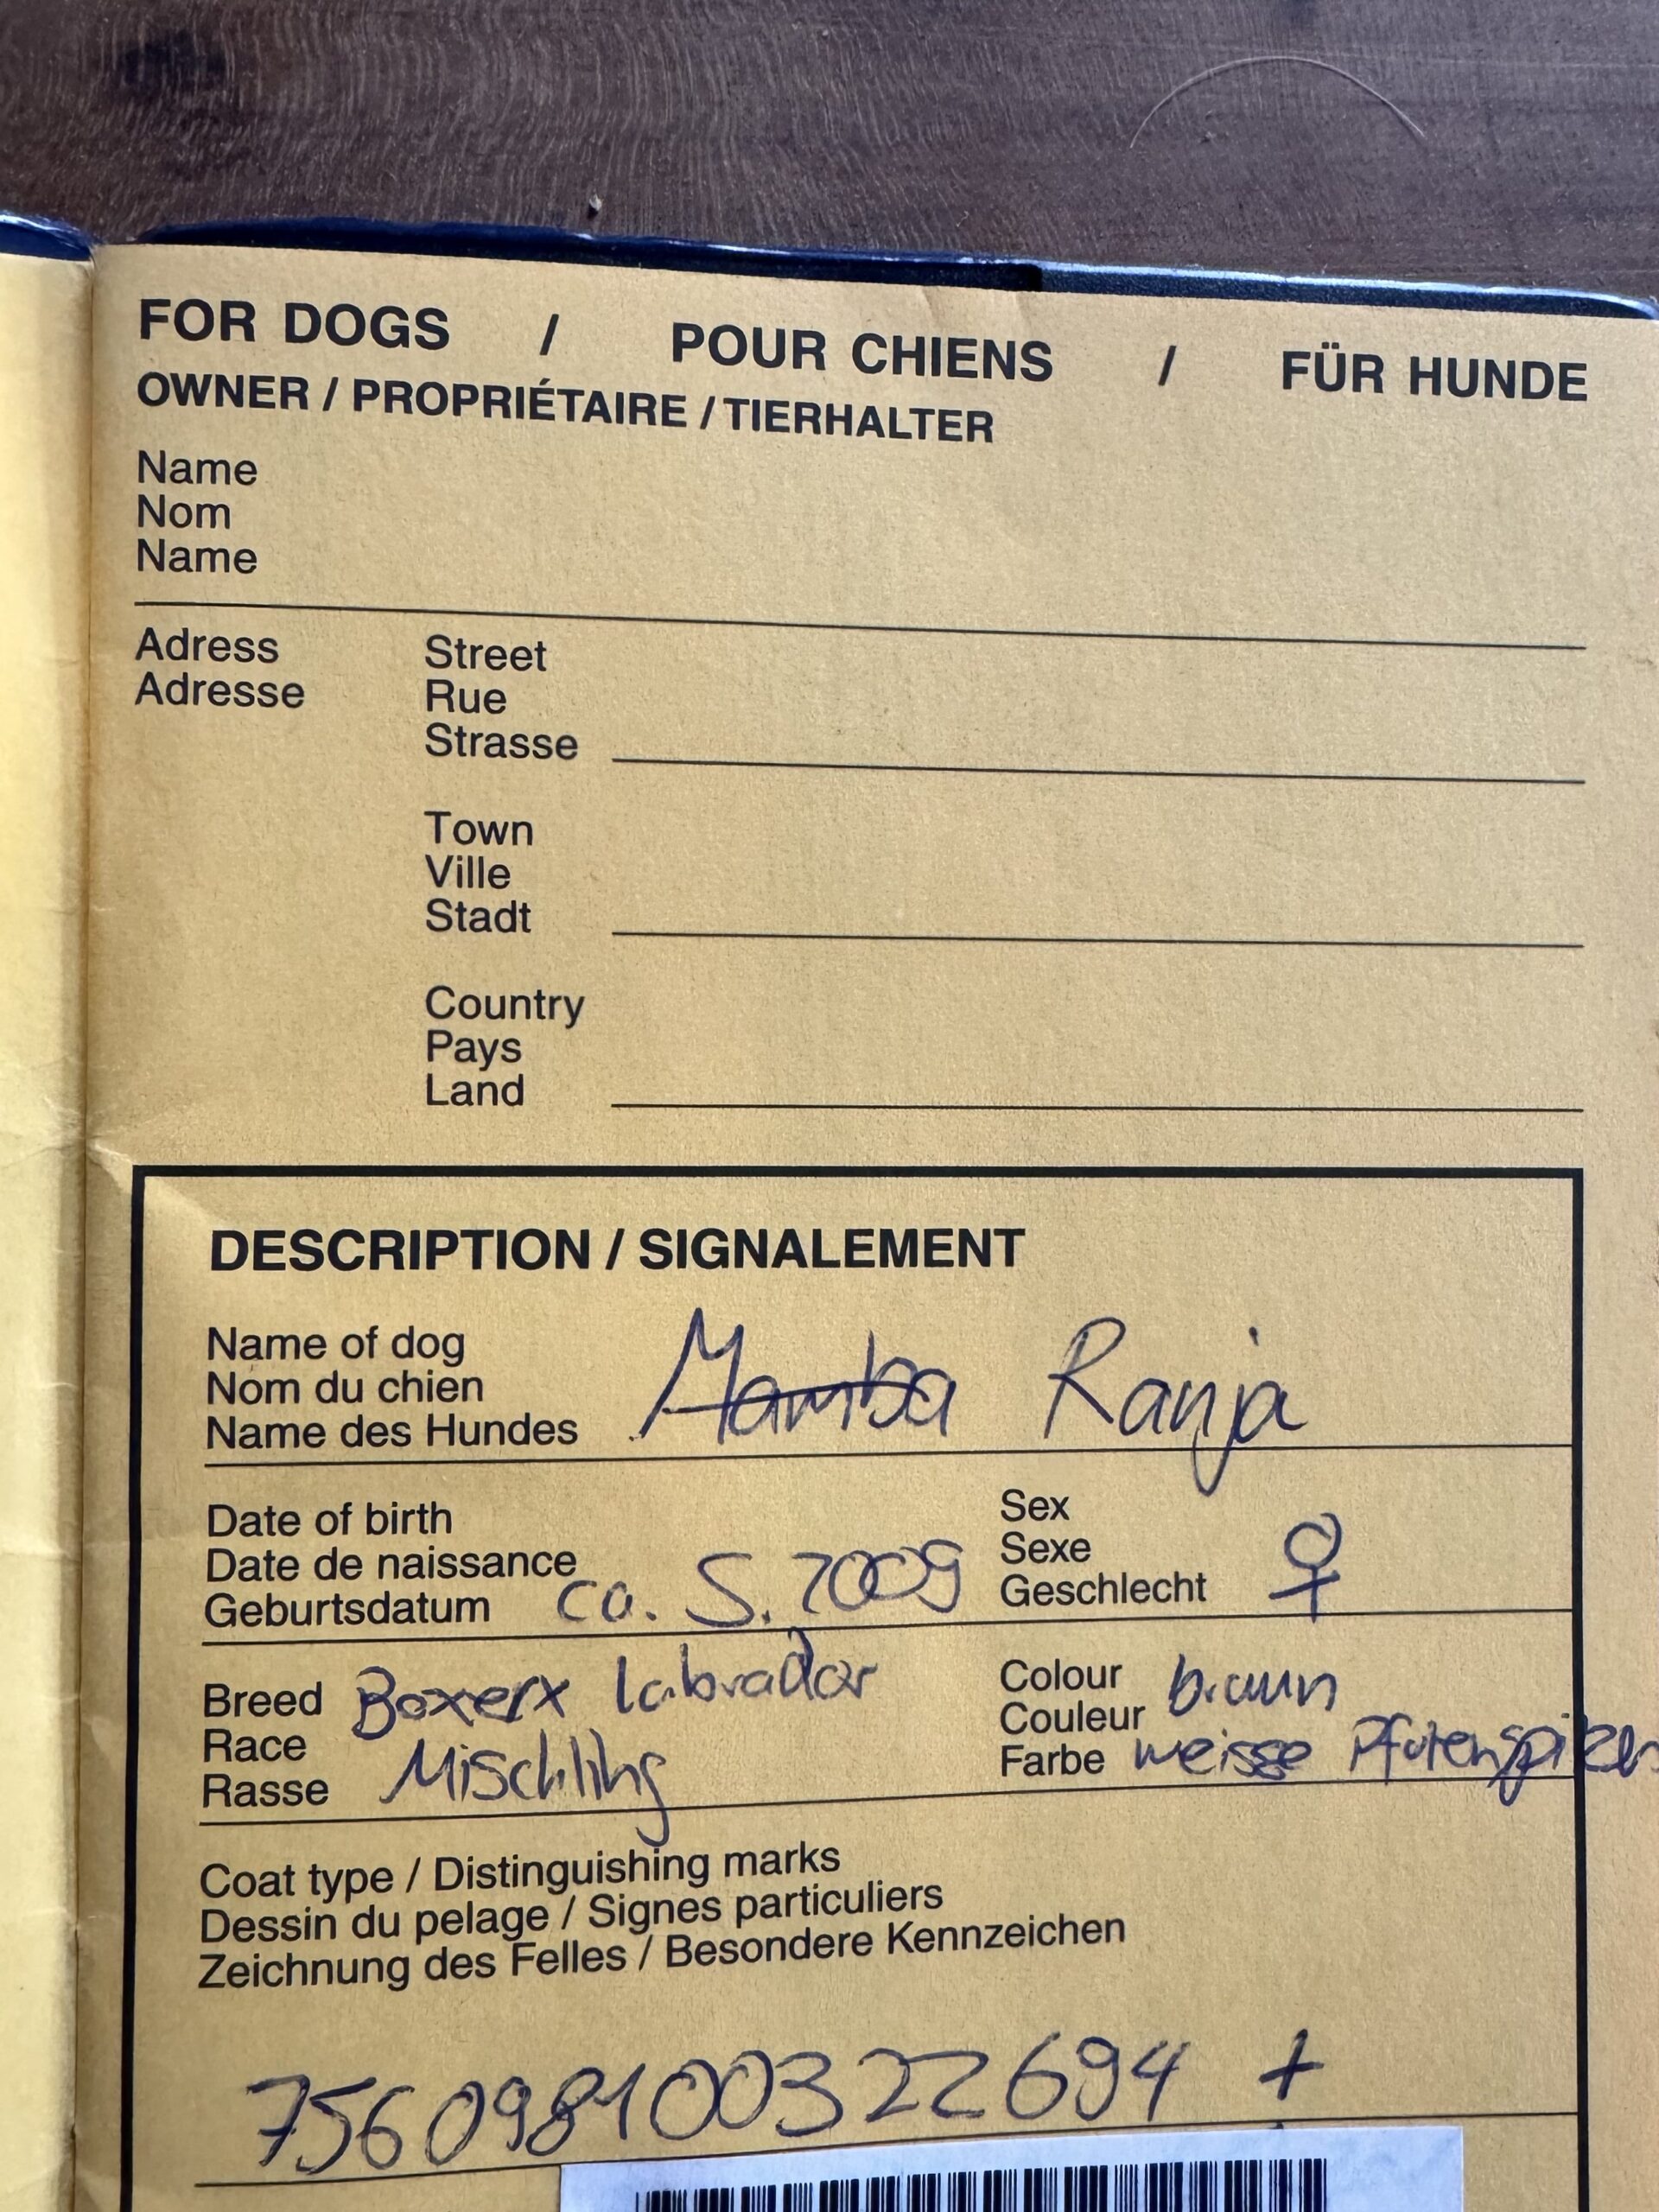 FOR DOGS / POUR CHIENS / FÜR HUNDE
OWNER / PROPRIÉTAIRE / TIERHALTER
Name
Nom
Name
Adress Street
Adresse Rue
Strasse
Town
Ville
Stadt
Country
Pays
Land
DESCRIPTION / SIGNALEMENT
Name of dog
Nom du chien
Name des Hundes Mamba Ranja
Date of birth
Date de naissance
Geburtsdatum ca. 5. 2009
Sex
Sexe
Geschlecht ♀
Breed Boxerx Labrador
Race Mischling
Rasse
Colour braun
Couleur
Farbe weisse Pfotenspitzen
Coat type / Distinguishing marks
Dessin du pelage / Signes particuliers
Zeichnung des Felles / Besondere Kennzeichen
756098100322694 +